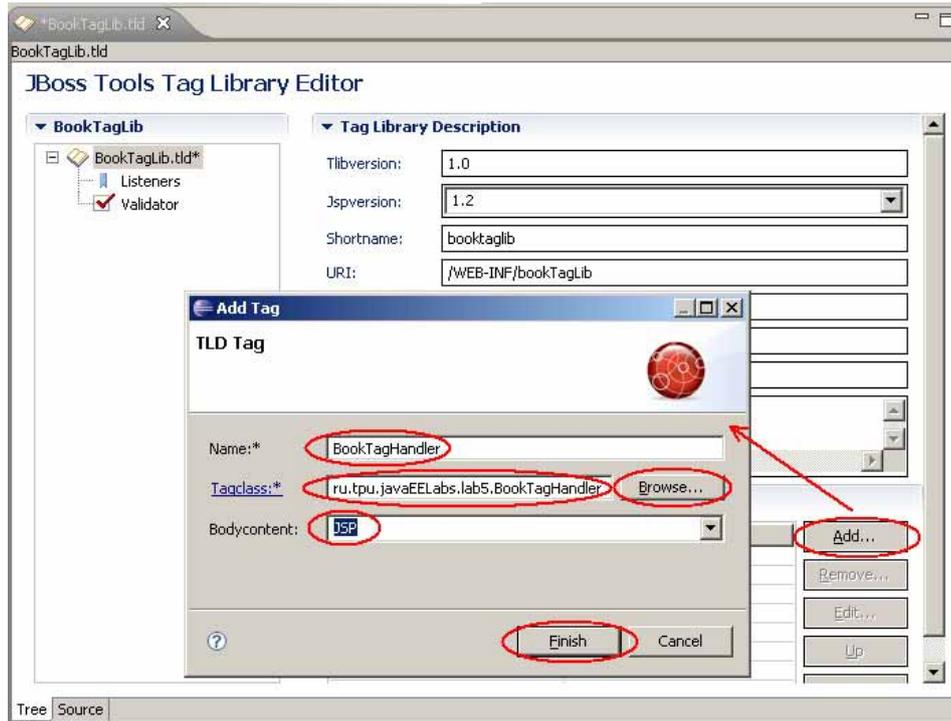 *BookTagLib.tld
BookTagLib.tld
JBoss Tools Tag Library Editor
BookTagLib
BookTagLib.tld*
Listeners
Validator
Tag Library Description
Tlibversion: 1.0
Jspversion: 1.2
Shortname: booktaglib
URI: /WEB-INF/bookTagLib
Add Tag
TLD Tag
Name:* BookTagHandler
Tagclass:* ru.tpu.javaEELabs.lab5.BookTagHandler Browse...
Bodycontent: JSP
Finish Cancel
Add...
Remove...
Edit...
Up
Tree Source